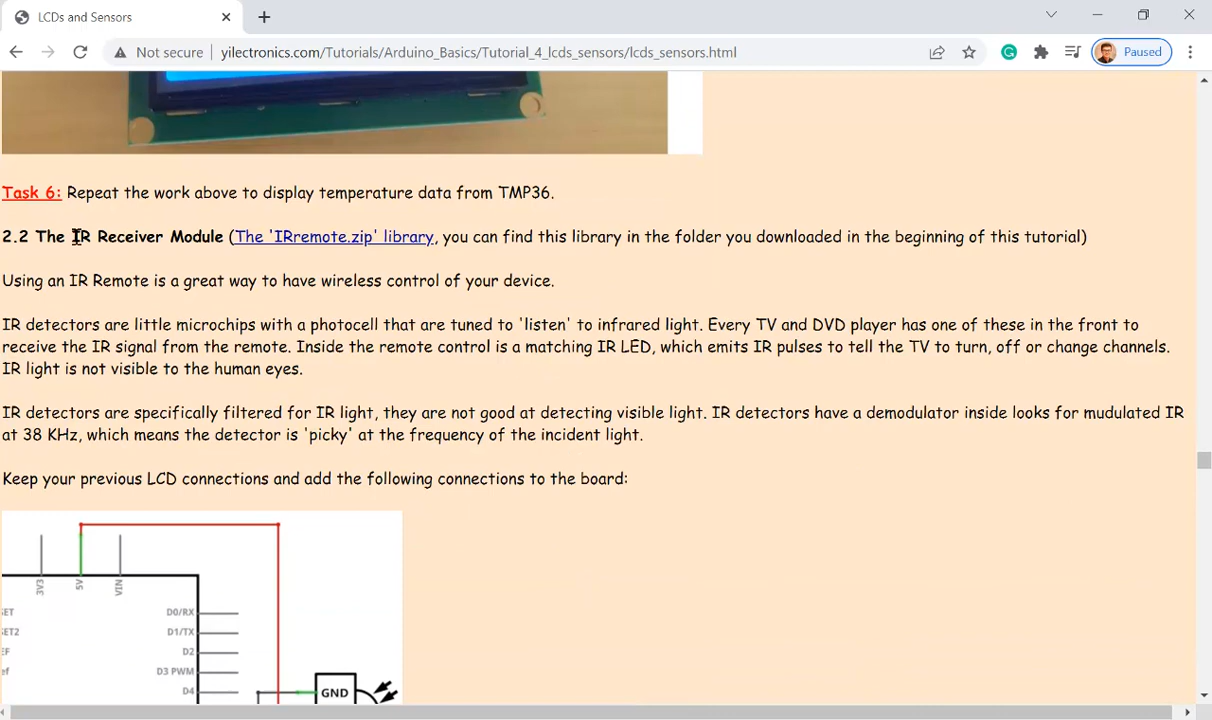 LCDs and Sensors
Not secure yilectronics.com/Tutorials/Arduino_Basics/Tutorial_4_lcds_sensors/lcds_sensors.html Paused
Task 6: Repeat the work above to display temperature data from TMP36.
2.2 The IR Receiver Module (The 'IRremote.zip' library, you can find this library in the folder you downloaded in the beginning of this tutorial)
Using an IR Remote is a great way to have wireless control of your device.
IR detectors are little microchips with a photocell that are tuned to 'listen' to infrared light. Every TV and DVD player has one of these in the front to
receive the IR signal from the remote. Inside the remote control is a matching IR LED, which emits IR pulses to tell the TV to turn, off or change channels.
IR light is not visible to the human eyes.
IR detectors are specifically filtered for IR light, they are not good at detecting visible light. IR detectors have a demodulator inside looks for mudulated IR
at 38 KHz, which means the detector is 'picky' at the frequency of the incident light.
Keep your previous LCD connections and add the following connections to the board:
3V3 5V VIN
SET D0/RX
SET2 D1/TX
EF D2
ef D3 PWM
D4 GND